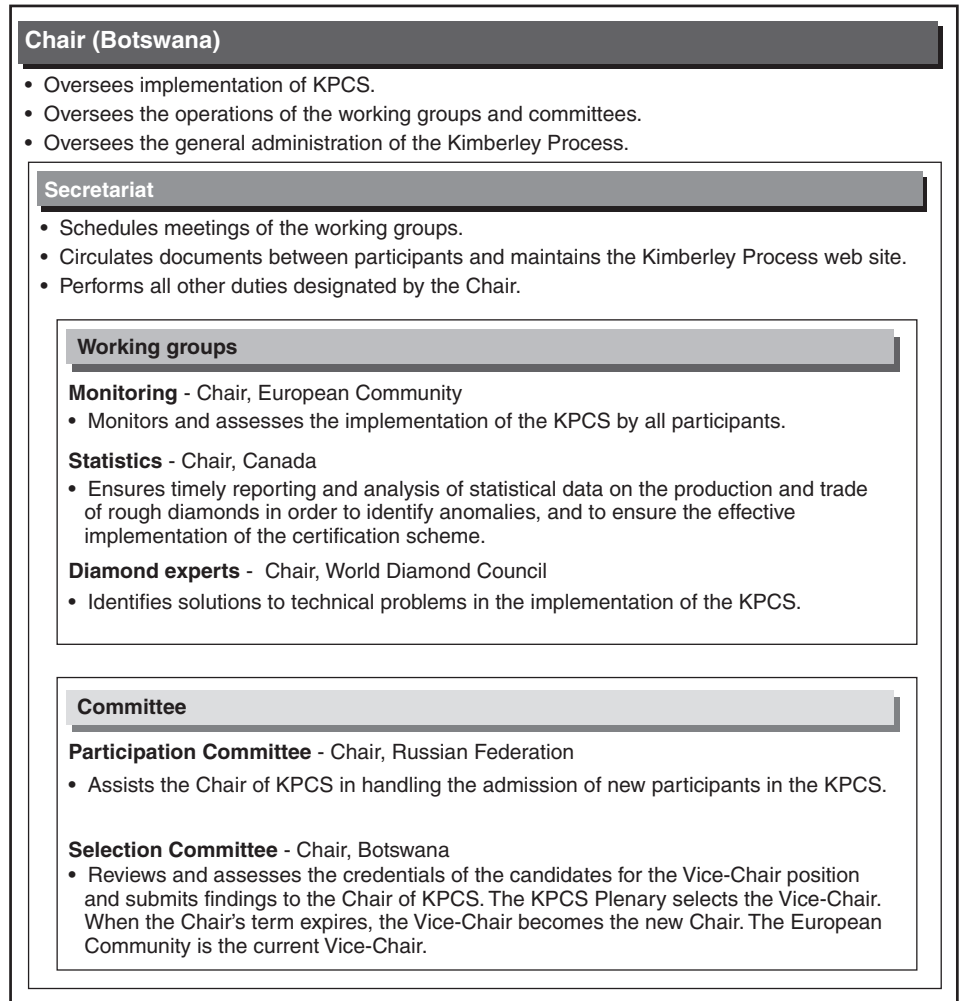 Chair (Botswana)
• Oversees implementation of KPCS.
• Oversees the operations of the working groups and committees.
• Oversees the general administration of the Kimberley Process.
Secretariat
• Schedules meetings of the working groups.
• Circulates documents between participants and maintains the Kimberley Process web site.
• Performs all other duties designated by the Chair.
Working groups
Monitoring - Chair, European Community
• Monitors and assesses the implementation of the KPCS by all participants.
Statistics - Chair, Canada
• Ensures timely reporting and analysis of statistical data on the production and trade
of rough diamonds in order to identify anomalies, and to ensure the effective
implementation of the certification scheme.
Diamond experts - Chair, World Diamond Council
• Identifies solutions to technical problems in the implementation of the KPCS.
Committee
Participation Committee - Chair, Russian Federation
• Assists the Chair of KPCS in handling the admission of new participants in the KPCS.
Selection Committee - Chair, Botswana
• Reviews and assesses the credentials of the candidates for the Vice-Chair position
and submits findings to the Chair of KPCS. The KPCS Plenary selects the Vice-Chair.
When the Chair's term expires, the Vice-Chair becomes the new Chair. The European
Community is the current Vice-Chair.